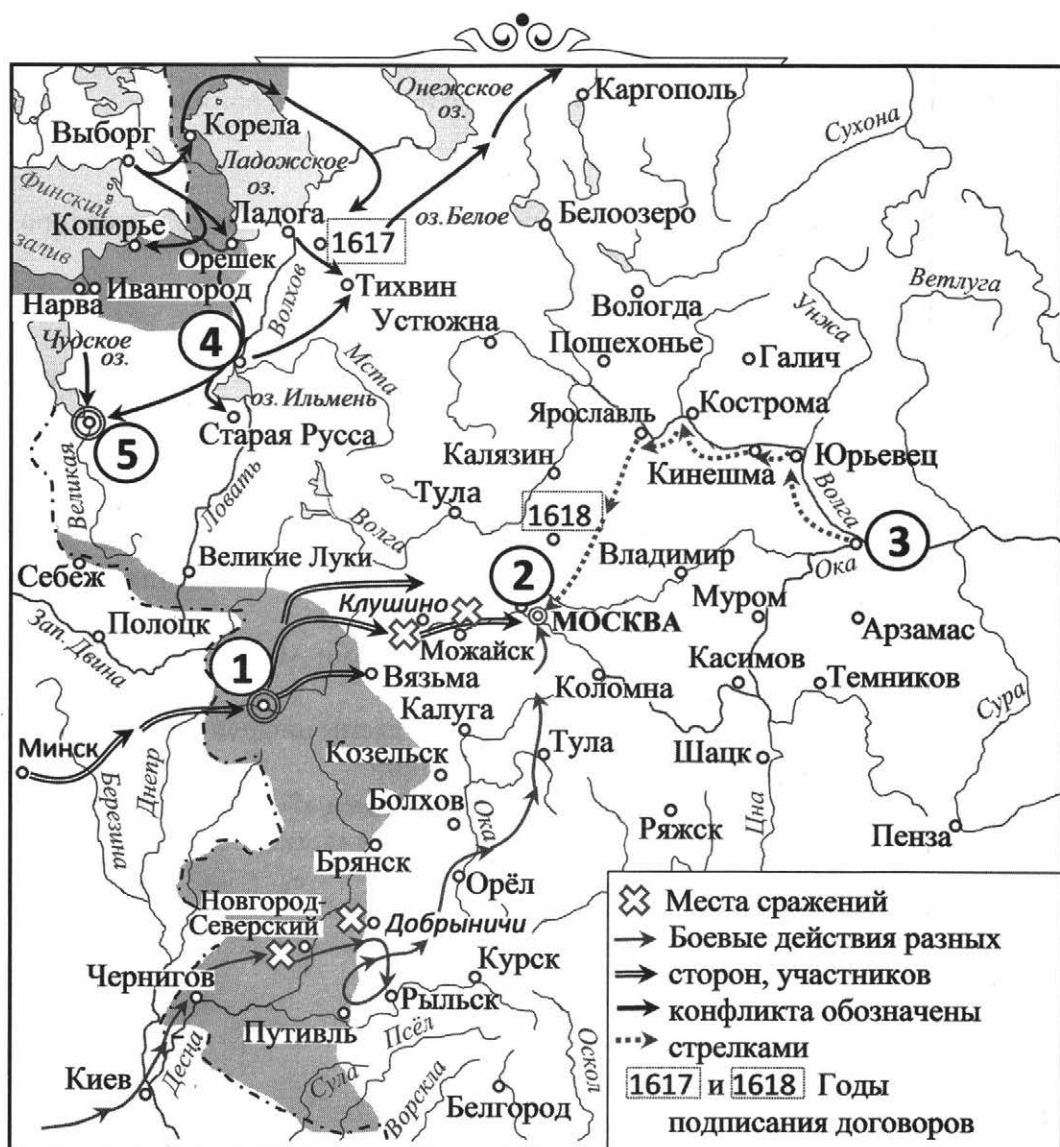 Каргополь
Онежское
оз.
Сухона
Выборг
Корела
Ладожское
оз.
Финский
залив
Ладога
оз. Белое
Белоозеро
Копорье
1617
Орешек
Нарва
Ивангород
Волхов
Тихвин
Вологда
Ветлуга
Унжа
Чудское
оз.
4
Устюжна
Мста
Пошехонье
Галич
оз. Ильмень
5
Старая Русса
Ярославль
Кострома
Великая
Ловать
Калязин
Кинешма
Юрьевец
Тула
Волга
1618
Волга
3
Себеж
Великие Луки
2
Владимир
Ока
Клушино
МОСКВА
Муром
Полоцк
Зап. Двина
Можайск
Арзамас
1
Вязьма
Коломна
Касимов
Темников
Калуга
Сура
Минск
Днепр
Березина
Козельск
Тула
Шацк
Болхов
Ока
Цна
Ряжск
Пенза
Брянск
Орёл
Новгород-
Северский
Добрыничи
Чернигов
Курск
Рыльск
Путивль
Псёл
Десна
Киев
Сула
Ворскла
Оскол
Белгород
Места сражений
Боевые действия разных
сторон, участников
конфликта обозначены
стрелками
1617 и 1618 Годы
подписания договоров